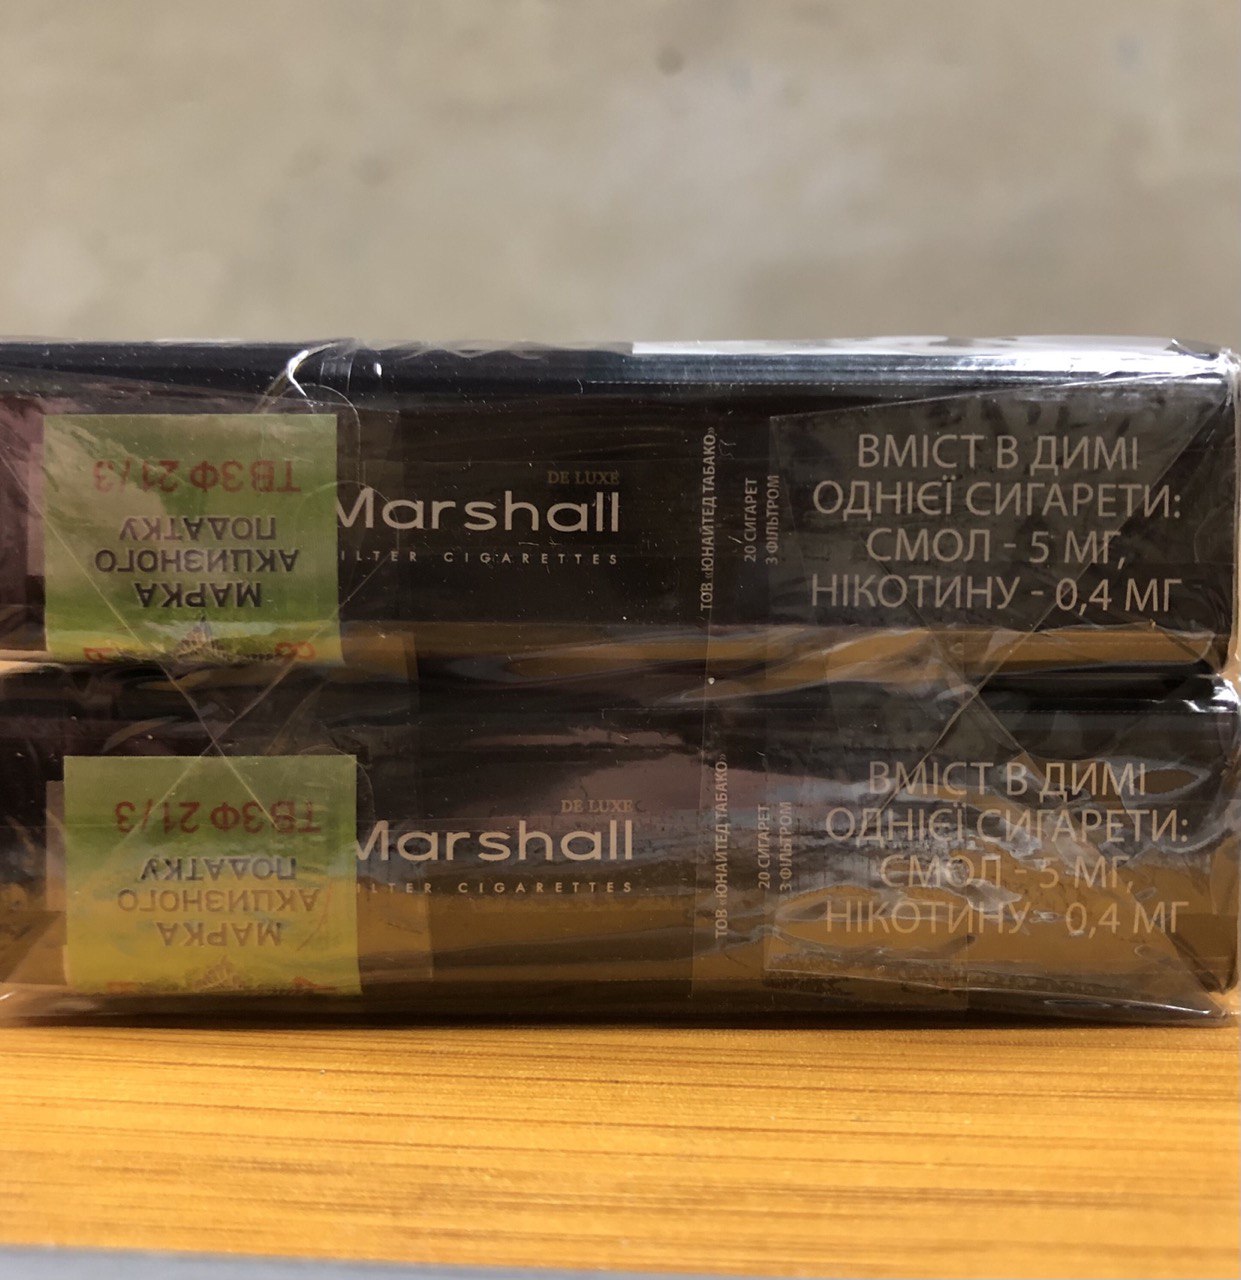 ТВЗФ 21/3
ПОДАТКУ
АКЦИЗНОГО
МАРКА
DE LUXE
Marshall
FILTER CIGARETTES
ТОВ «ЮНАЙТЕД ТАБАКО»
20 СИГАРЕТ
З ФІЛЬТРОМ
ВМІСТ В ДИМІ
ОДНІЄЇ СИГАРЕТИ:
СМОЛ - 5 МГ,
НІКОТИНУ - 0,4 МГ
ТВЗФ 21/3
ПОДАТКУ
АКЦИЗНОГО
МАРКА
DE LUXE
Marshall
FILTER CIGARETTES
ТОВ «ЮНАЙТЕД ТАБАКО»
20 СИГАРЕТ
З ФІЛЬТРОМ
ВМІСТ В ДИМІ
ОДНІЄЇ СИГАРЕТИ:
СМОЛ - 5 МГ,
НІКОТИНУ - 0,4 МГ